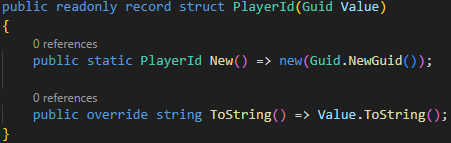 public readonly record struct PlayerId(Guid Value)
{
0 references
public static PlayerId New() => new(Guid.NewGuid());
0 references
public override string ToString() => Value.ToString();
}